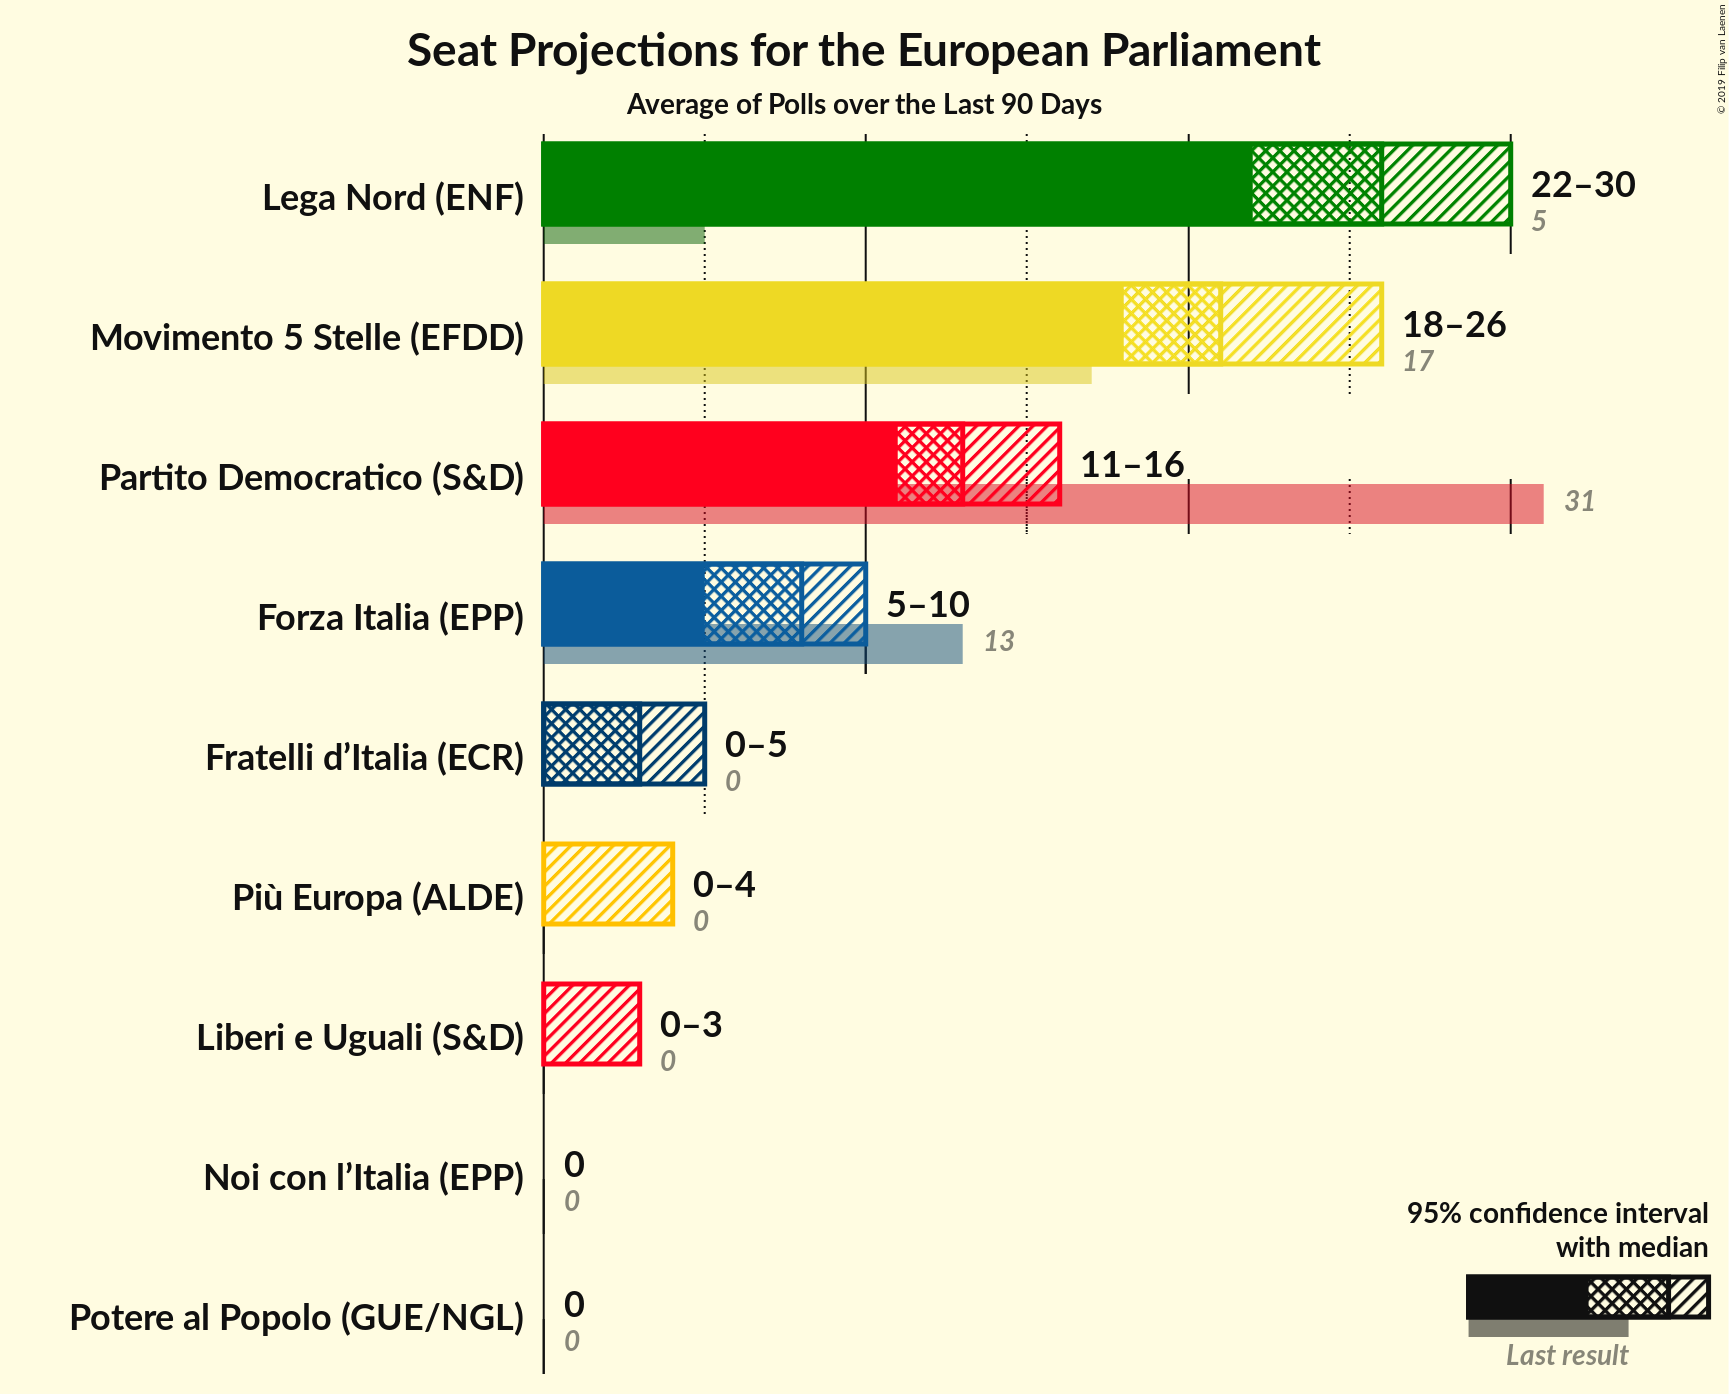 Seat Projections for the European Parliament
Average of Polls over the Last 90 Days
© 2019 Filip van Laenen
Lega Nord (ENF)
22–30
5
Movimento 5 Stelle (EFDD)
18–26
17
Partito Democratico (S&D)
11–16
31
Forza Italia (EPP)
5–10
13
Fratelli d’Italia (ECR)
0–5
0
Più Europa (ALDE)
0–4
0
Liberi e Uguali (S&D)
0–3
0
Noi con l’Italia (EPP)
0
0
Potere al Popolo (GUE/NGL)
0
0
95% confidence interval
with median
Last result